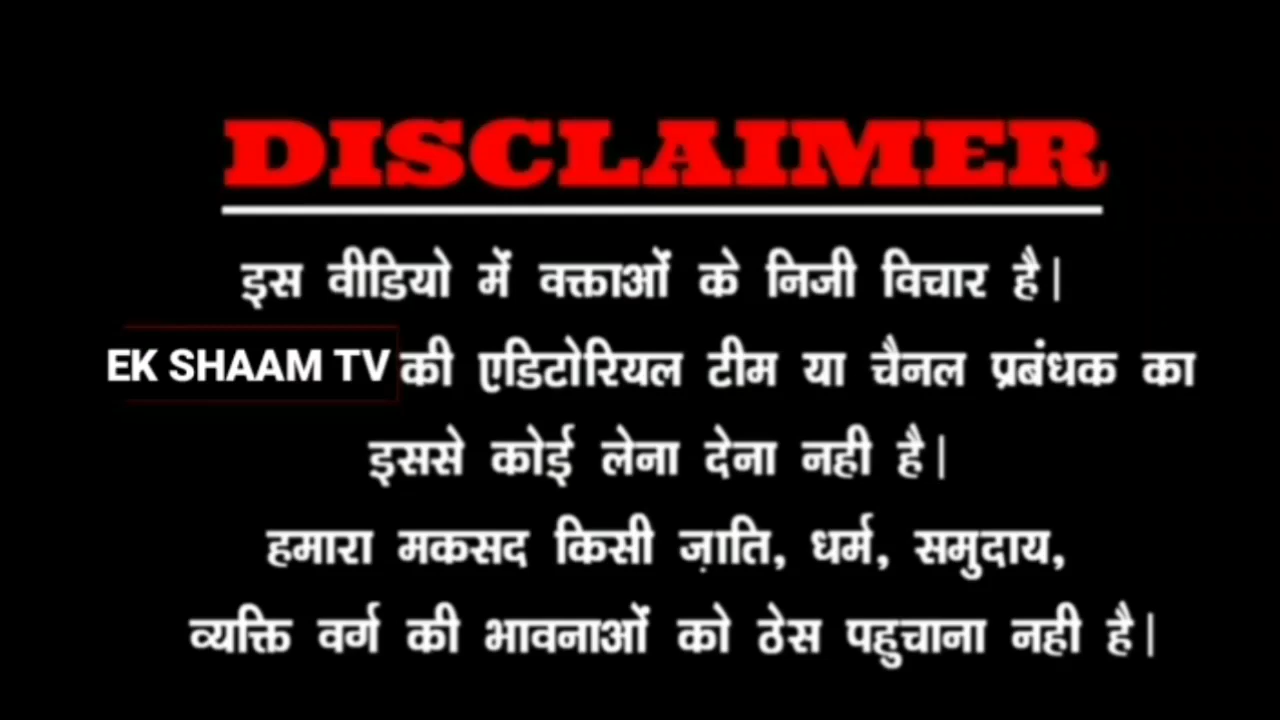 DISCLAIMER
इस वीडियो में वक्ताओं के निजी विचार है|
EK SHAAM TV की एडिटोरियल टीम या चैनल प्रबंधक का
इससे कोई लेना देना नही है|
हमारा मकसद किसी ज़ाति, धर्म, समुदाय,
व्यक्ति वर्ग की भावनाओं को ठेस पहुचाना नही है|